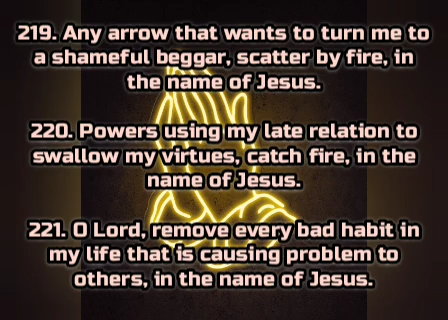 219. Any arrow that wants to turn me to
a shameful beggar, scatter by fire, in
the name of Jesus.
220. Powers using my late relation to
swallow my virtues, catch fire, in the
name of Jesus.
221. O Lord, remove every bad habit in
my life that is causing problem to
others, in the name of Jesus.